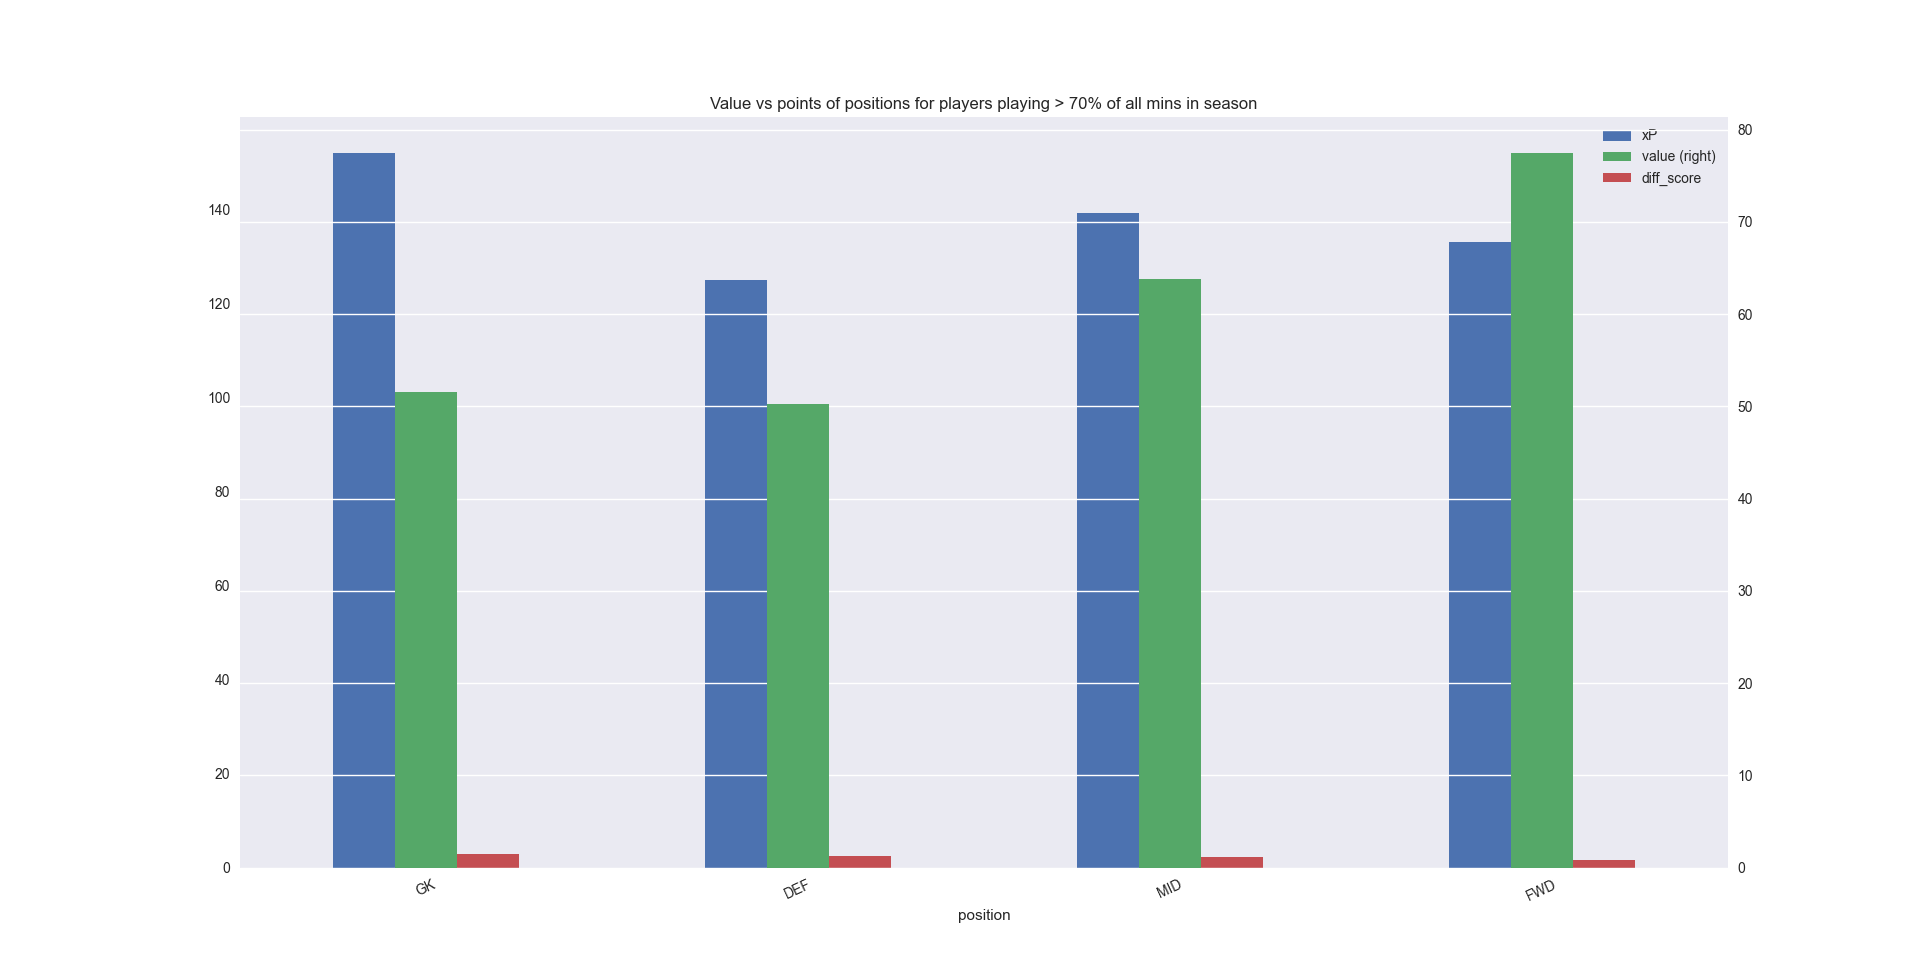 Value vs points of positions for players playing > 70% of all mins in season
xP
value (right)
diff_score
140
120
100
80
60
40
20
0
80
70
60
50
40
30
20
10
0
GK
DEF
MID
FWD
position